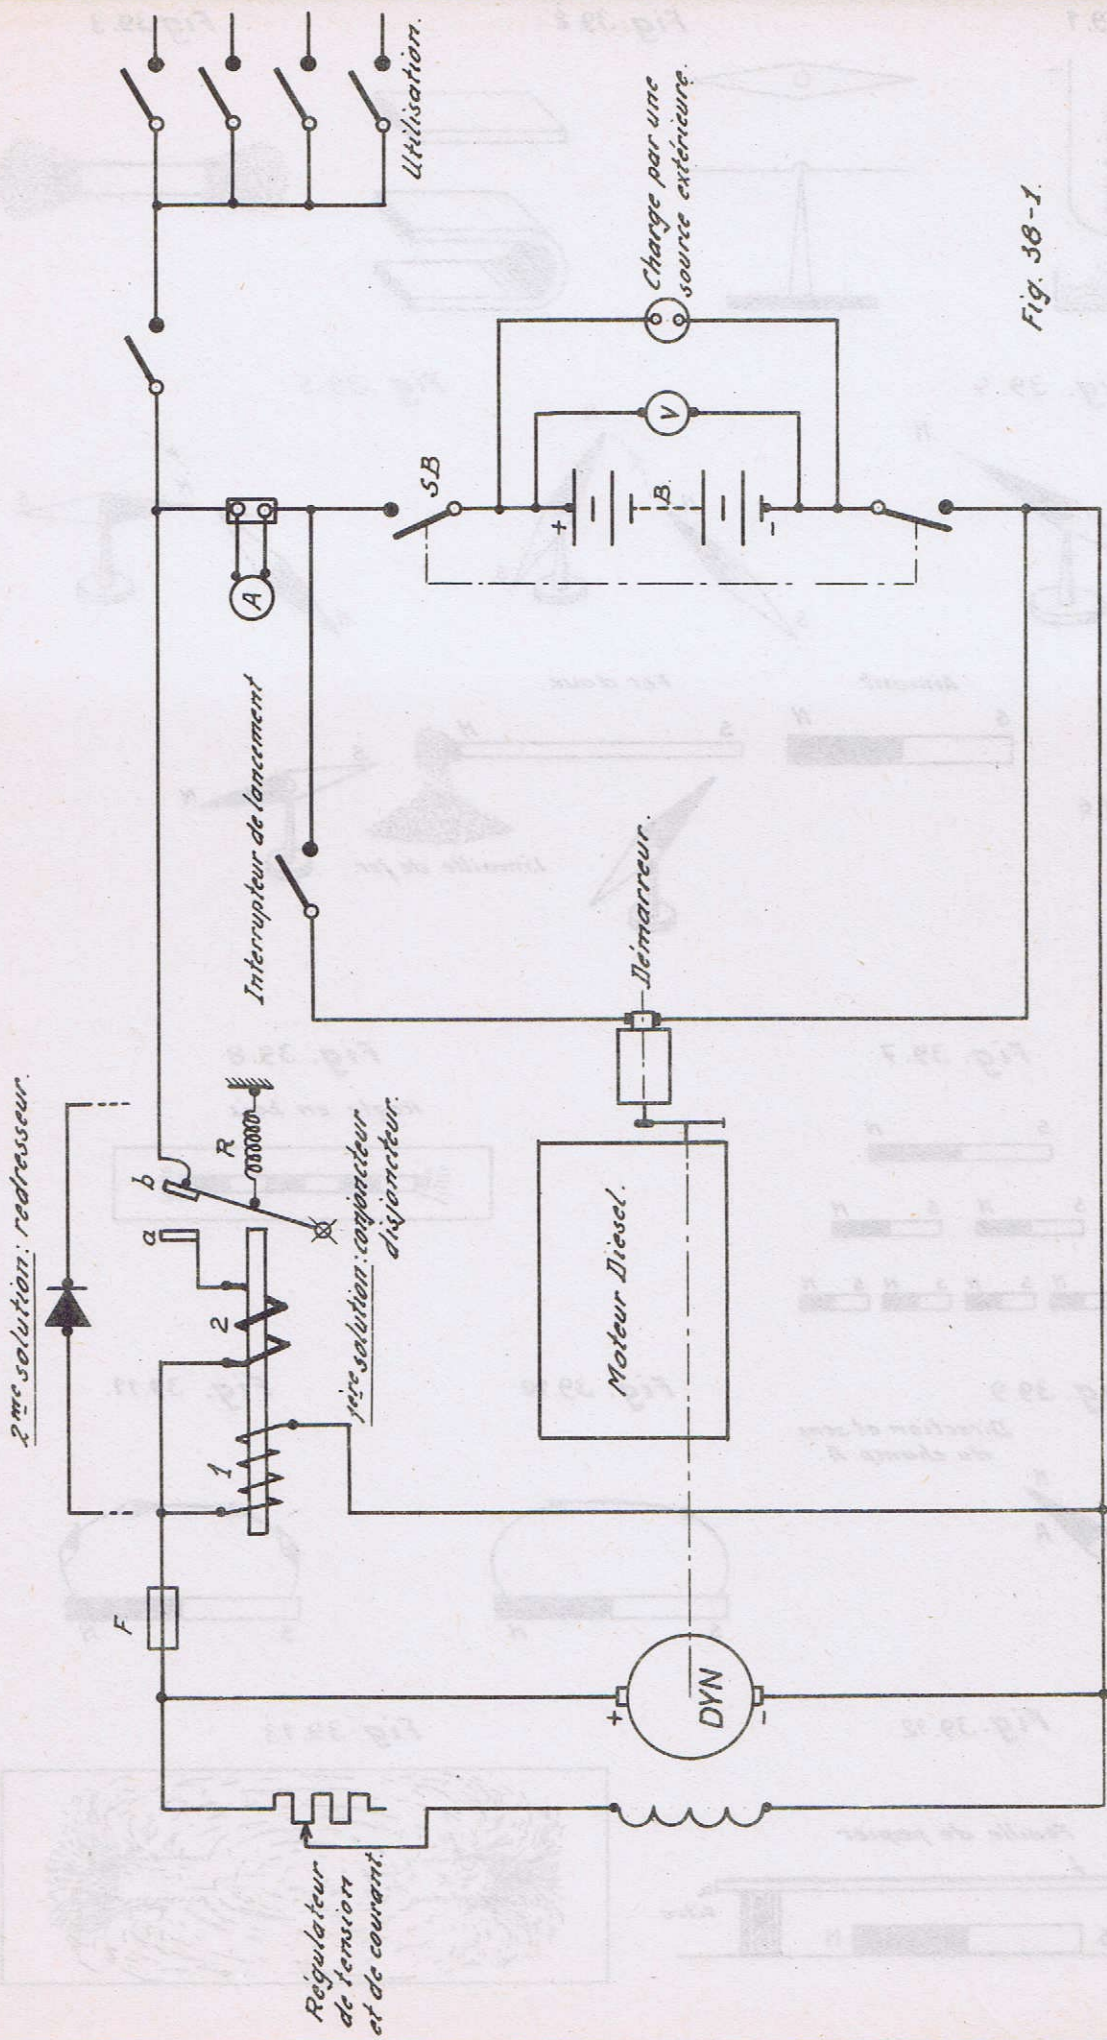 2me solution: redresseur.
F
1
2
a
b
R
1ère solution: conjoncteur
disjoncteur.
Interrupteur de lancement
A
Utilisation.
Régulateur
de tension
et de courant.
+
DYN
-
Moteur Diesel.
Démarreur.
SB
+
B
-
V
Charge par une
source extérieure.
Fig. 38-1.